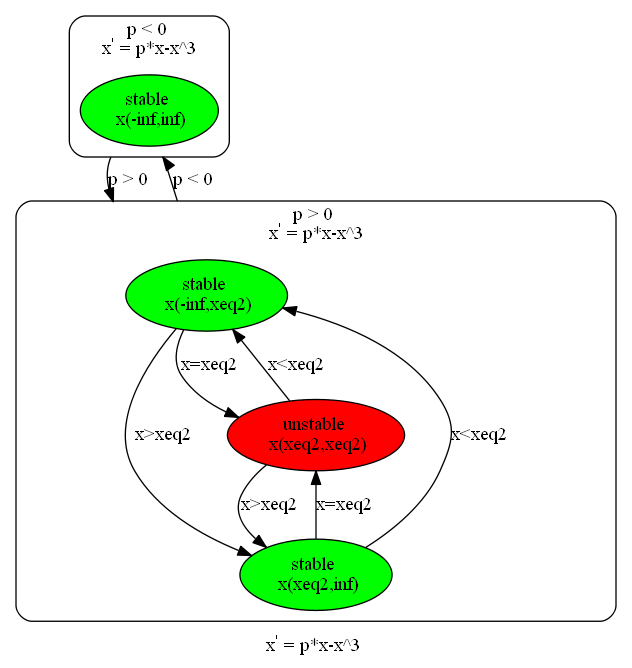 p < 0
x' = p*x-x^3
stable
x(-inf,inf)
p > 0
p < 0
p > 0
x' = p*x-x^3
stable
x(-inf,xeq2)
x=xeq2
x<xeq2
unstable
x(xeq2,xeq2)
x>xeq2
x<xeq2
x>xeq2
x=xeq2
stable
x(xeq2,inf)
x' = p*x-x^3